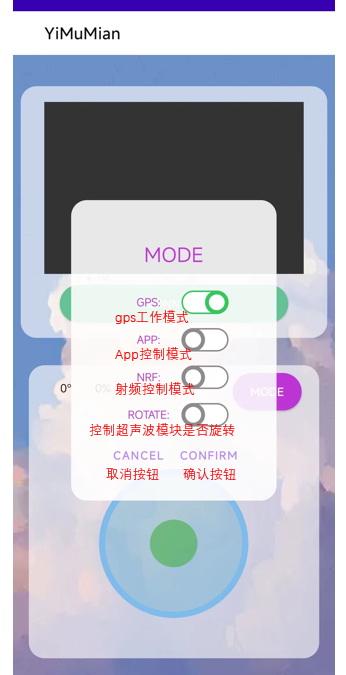 YiMuMian
MODE
GPS:
gps工作模式
APP:
App控制模式
NRF:
射频控制模式
0°
0%
MODE
ROTATE:
控制超声波模块是否旋转
CANCEL
CONFIRM
取消按钮
确认按钮